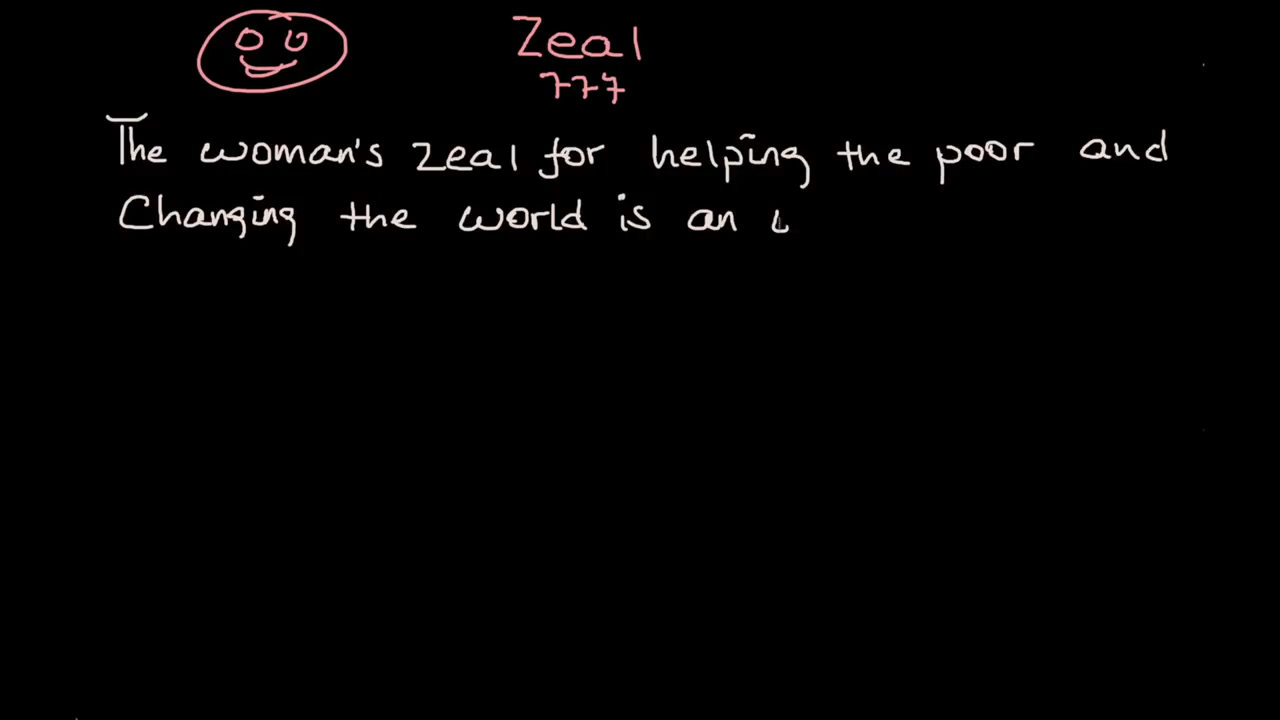 Zeal
777
The woman's zeal for helping the poor and
Changing the world is an